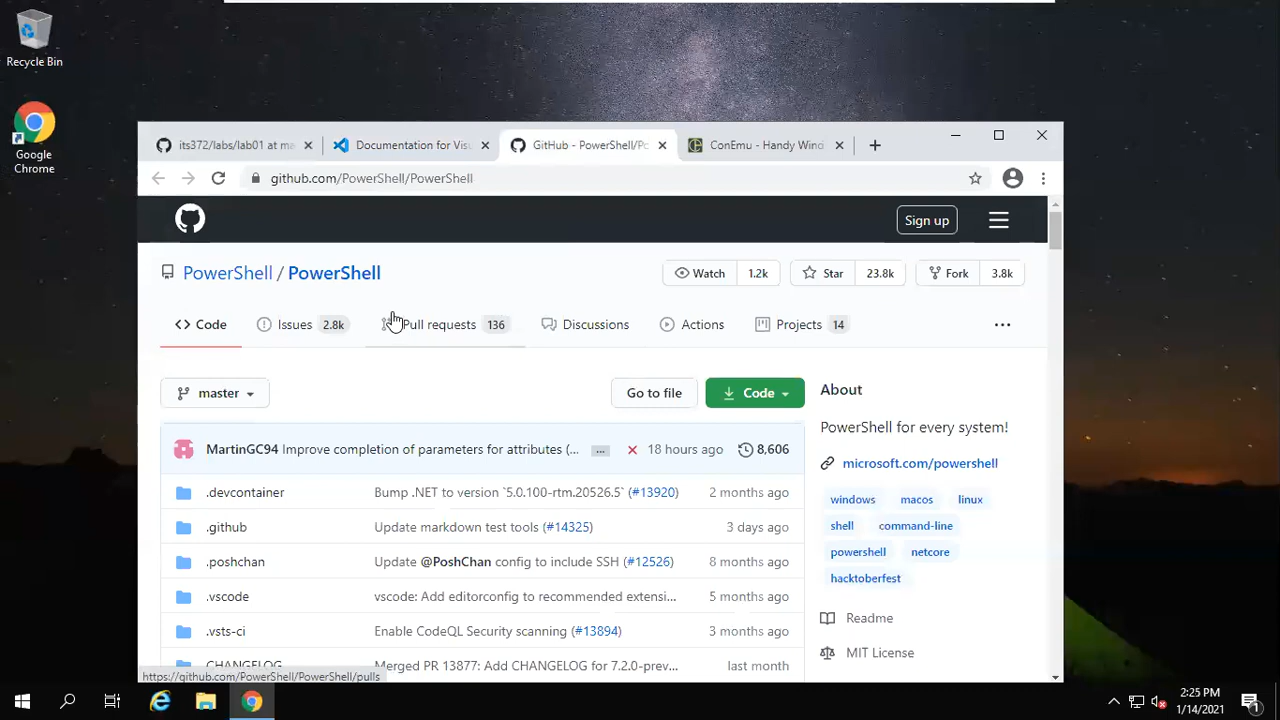 Recycle Bin
Google
Chrome
its372/labs/lab01 at ma
Documentation for Visu
GitHub - PowerShell/Po
ConEmu - Handy Wind
github.com/PowerShell/PowerShell
Sign up
PowerShell / PowerShell
Watch 1.2k
Star 23.8k
Fork 3.8k
Code
Issues 2.8k
Pull requests 136
Discussions
Actions
Projects 14
...
master
Go to file
Code
About
PowerShell for every system!
microsoft.com/powershell
windows macos linux
shell command-line
powershell netcore
hacktoberfest
Readme
MIT License
MartinGC94 Improve completion of parameters for attributes (... ... 18 hours ago 8,606
.devcontainer Bump .NET to version `5.0.100-rtm.20526.5` (#13920) 2 months ago
.github Update markdown test tools (#14325) 3 days ago
.poshchan Update @PoshChan config to include SSH (#12526) 8 months ago
.vscode vscode: Add editorconfig to recommended extensi... 5 months ago
.vsts-ci Enable CodeQL Security scanning (#13894) 3 months ago
CHANGELOG Merged PR 13877: Add CHANGELOG for 7.2.0-prev... last month
https://github.com/PowerShell/PowerShell/pulls
2:25 PM
1/14/2021
1